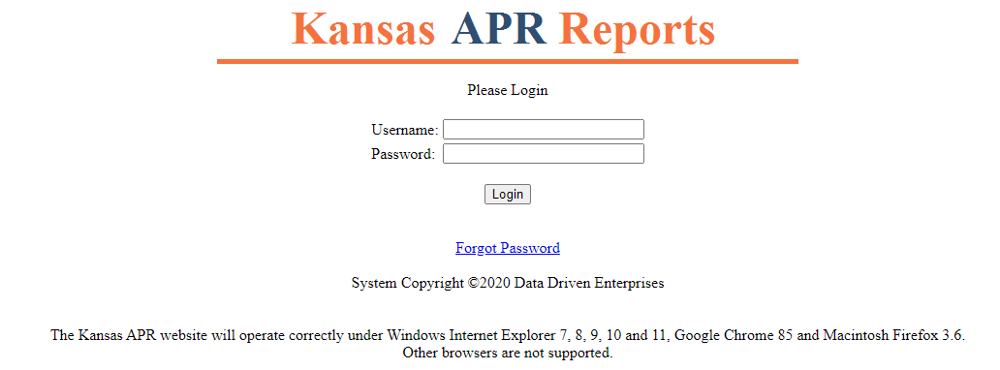 Kansas APR Reports
Please Login
Username:
Password:
Login
Forgot Password
System Copyright ©2020 Data Driven Enterprises
The Kansas APR website will operate correctly under Windows Internet Explorer 7, 8, 9, 10 and 11, Google Chrome 85 and Macintosh Firefox 3.6.
Other browsers are not supported.